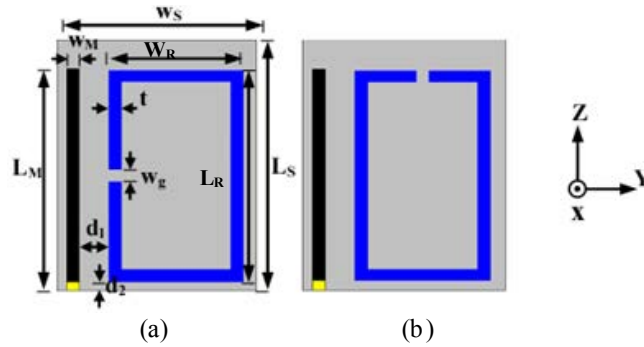 w_S
w_M W_R
t
L_M w_g L_R L_S
d_1
d_2
Z
Y
x
(a) (b)